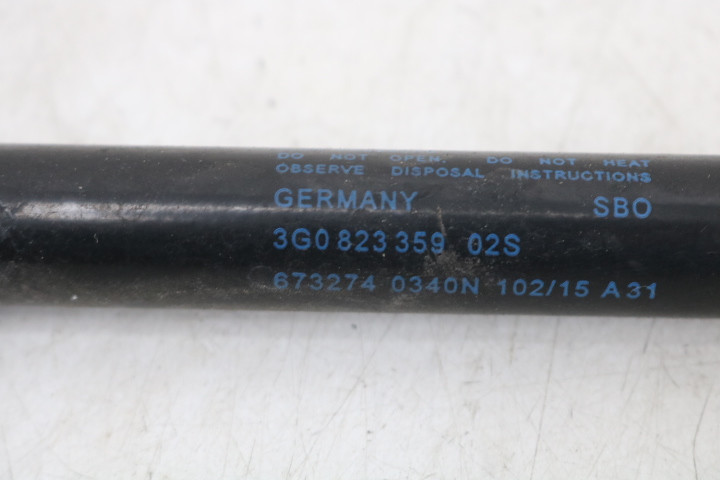 DO NOT OPEN. DO NOT HEAT
OBSERVE DISPOSAL INSTRUCTIONS
GERMANY SBO
3G0 823 359 02S
673274 0340N 102/15 A31